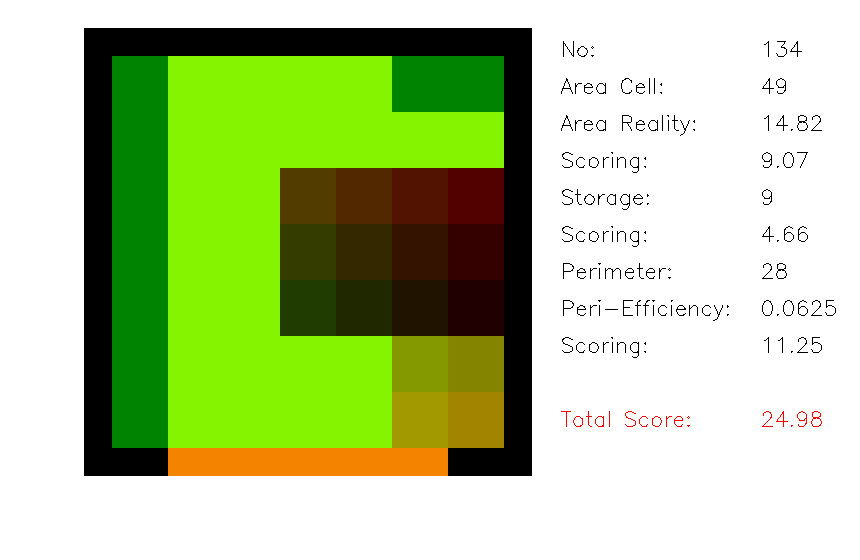 No: 134
Area Cell: 49
Area Reality: 14.82
Scoring: 9.07
Storage: 9
Scoring: 4.66
Perimeter: 28
Peri-Efficiency: 0.0625
Scoring: 11.25
Total Score: 24.98